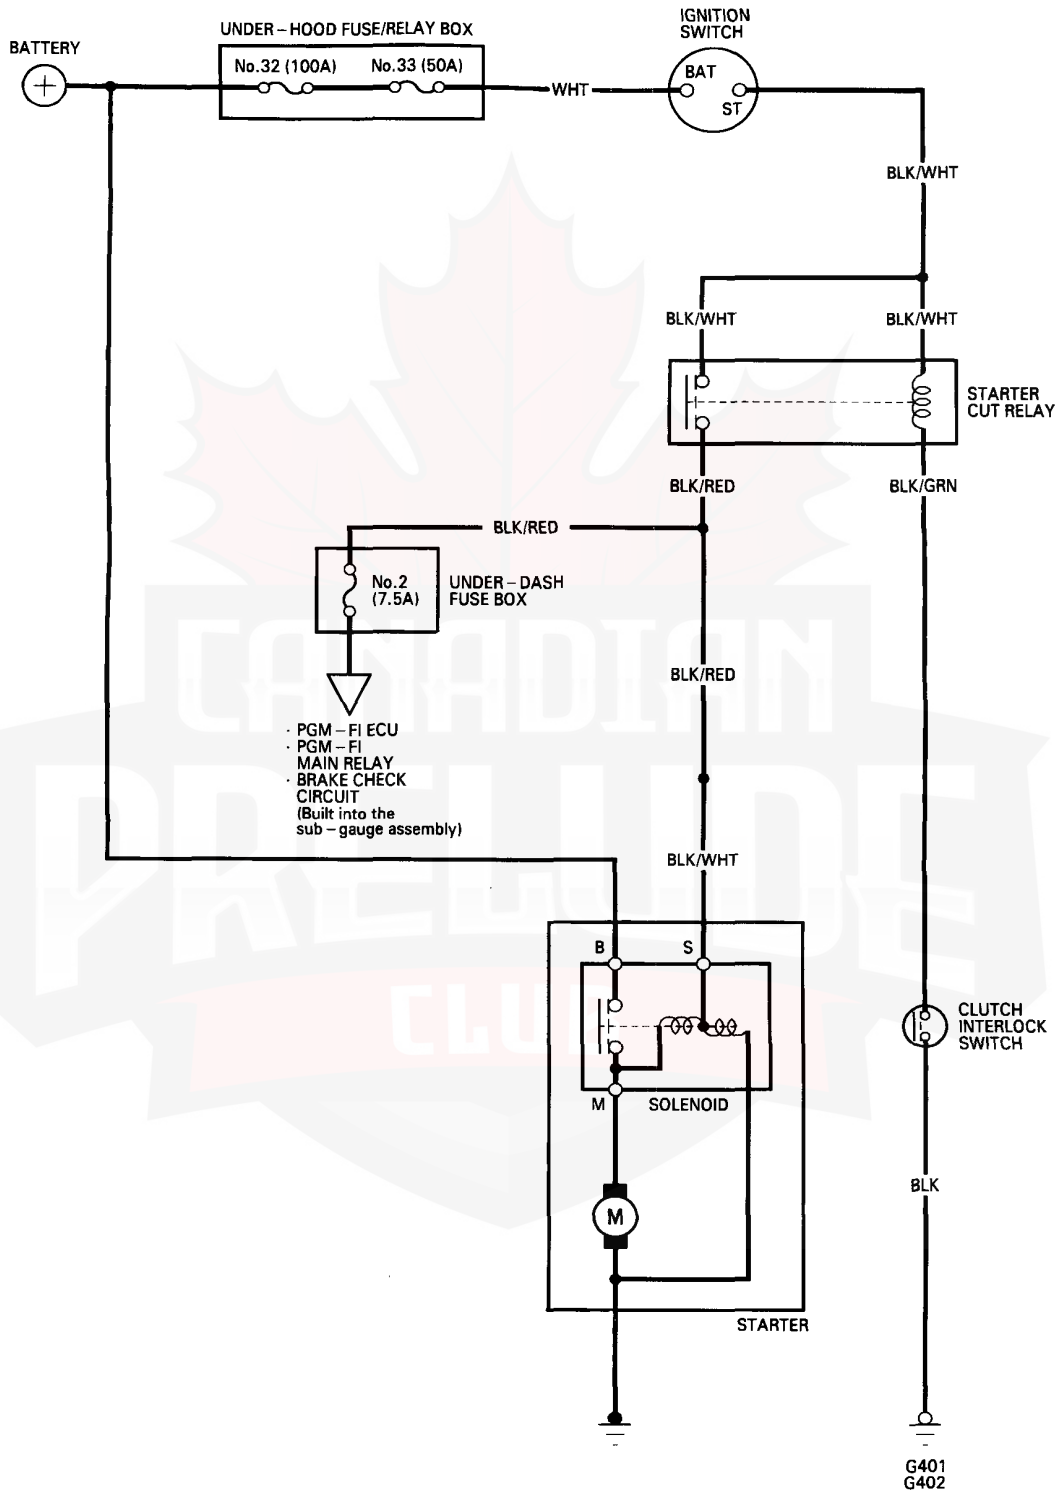 IGNITION
SWITCH
UNDER – HOOD FUSE/RELAY BOX
BATTERY
No.32 (100A)
No.33 (50A)
BAT
WHT
ST
BLK/WHT
BLK/WHT
BLK/WHT
STARTER
CUT RELAY
BLK/RED
BLK/GRN
BLK/RED
No.2
(7.5A)
UNDER – DASH
FUSE BOX
BLK/RED
· PGM – FI ECU
· PGM – FI
MAIN RELAY
· BRAKE CHECK
CIRCUIT
(Built into the
sub – gauge assembly)
BLK/WHT
B
S
CLUTCH
INTERLOCK
SWITCH
M
SOLENOID
BLK
M
STARTER
G401
G402
CANADIAN
PRELUDE
CLUB